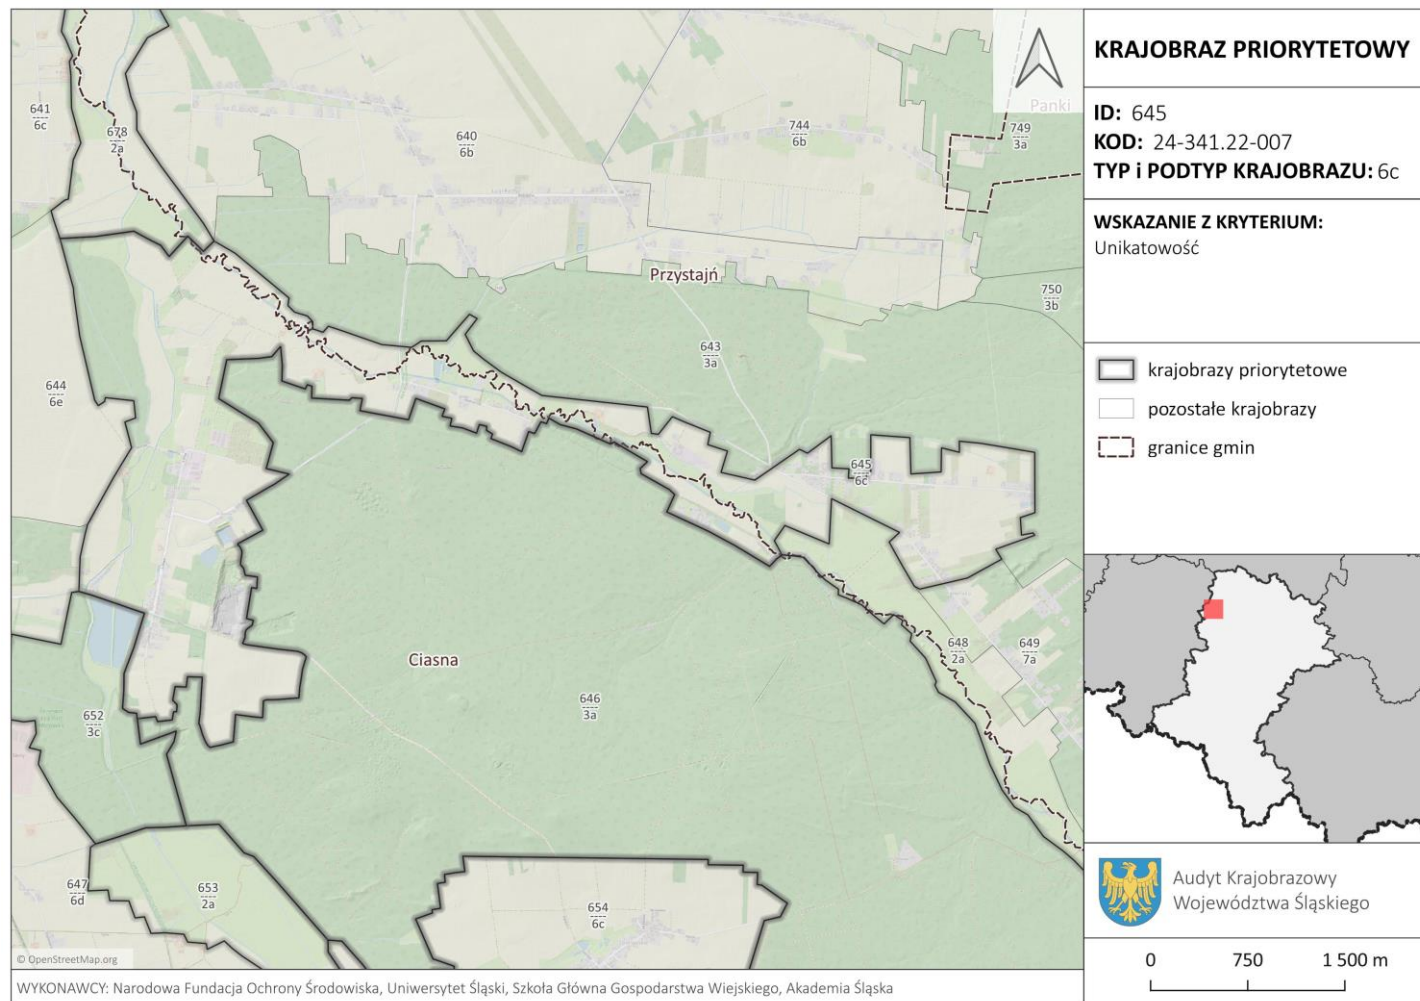 KRAJOBRAZ PRIORYTETOWY
ID: 645
KOD: 24-341.22-007
TYP i PODTYP KRAJOBRAZU: 6c
WSKAZANIE Z KRYTERIUM:
Unikatowość
krajobrazy priorytetowe
pozostałe krajobrazy
granice gmin
Audyt Krajobrazowy
Województwa Śląskiego
0 750 1 500 m
Panki
641
6c
678
2a
640
6b
744
6b
749
3a
Przystajń
750
3b
643
3a
644
6e
645
6c
648
2a
649
7a
Ciasna
646
3a
652
3c
647
6d
653
2a
654
6c
© OpenStreetMap.org
WYKONAWCY: Narodowa Fundacja Ochrony Środowiska, Uniwersytet Śląski, Szkoła Główna Gospodarstwa Wiejskiego, Akademia Śląska